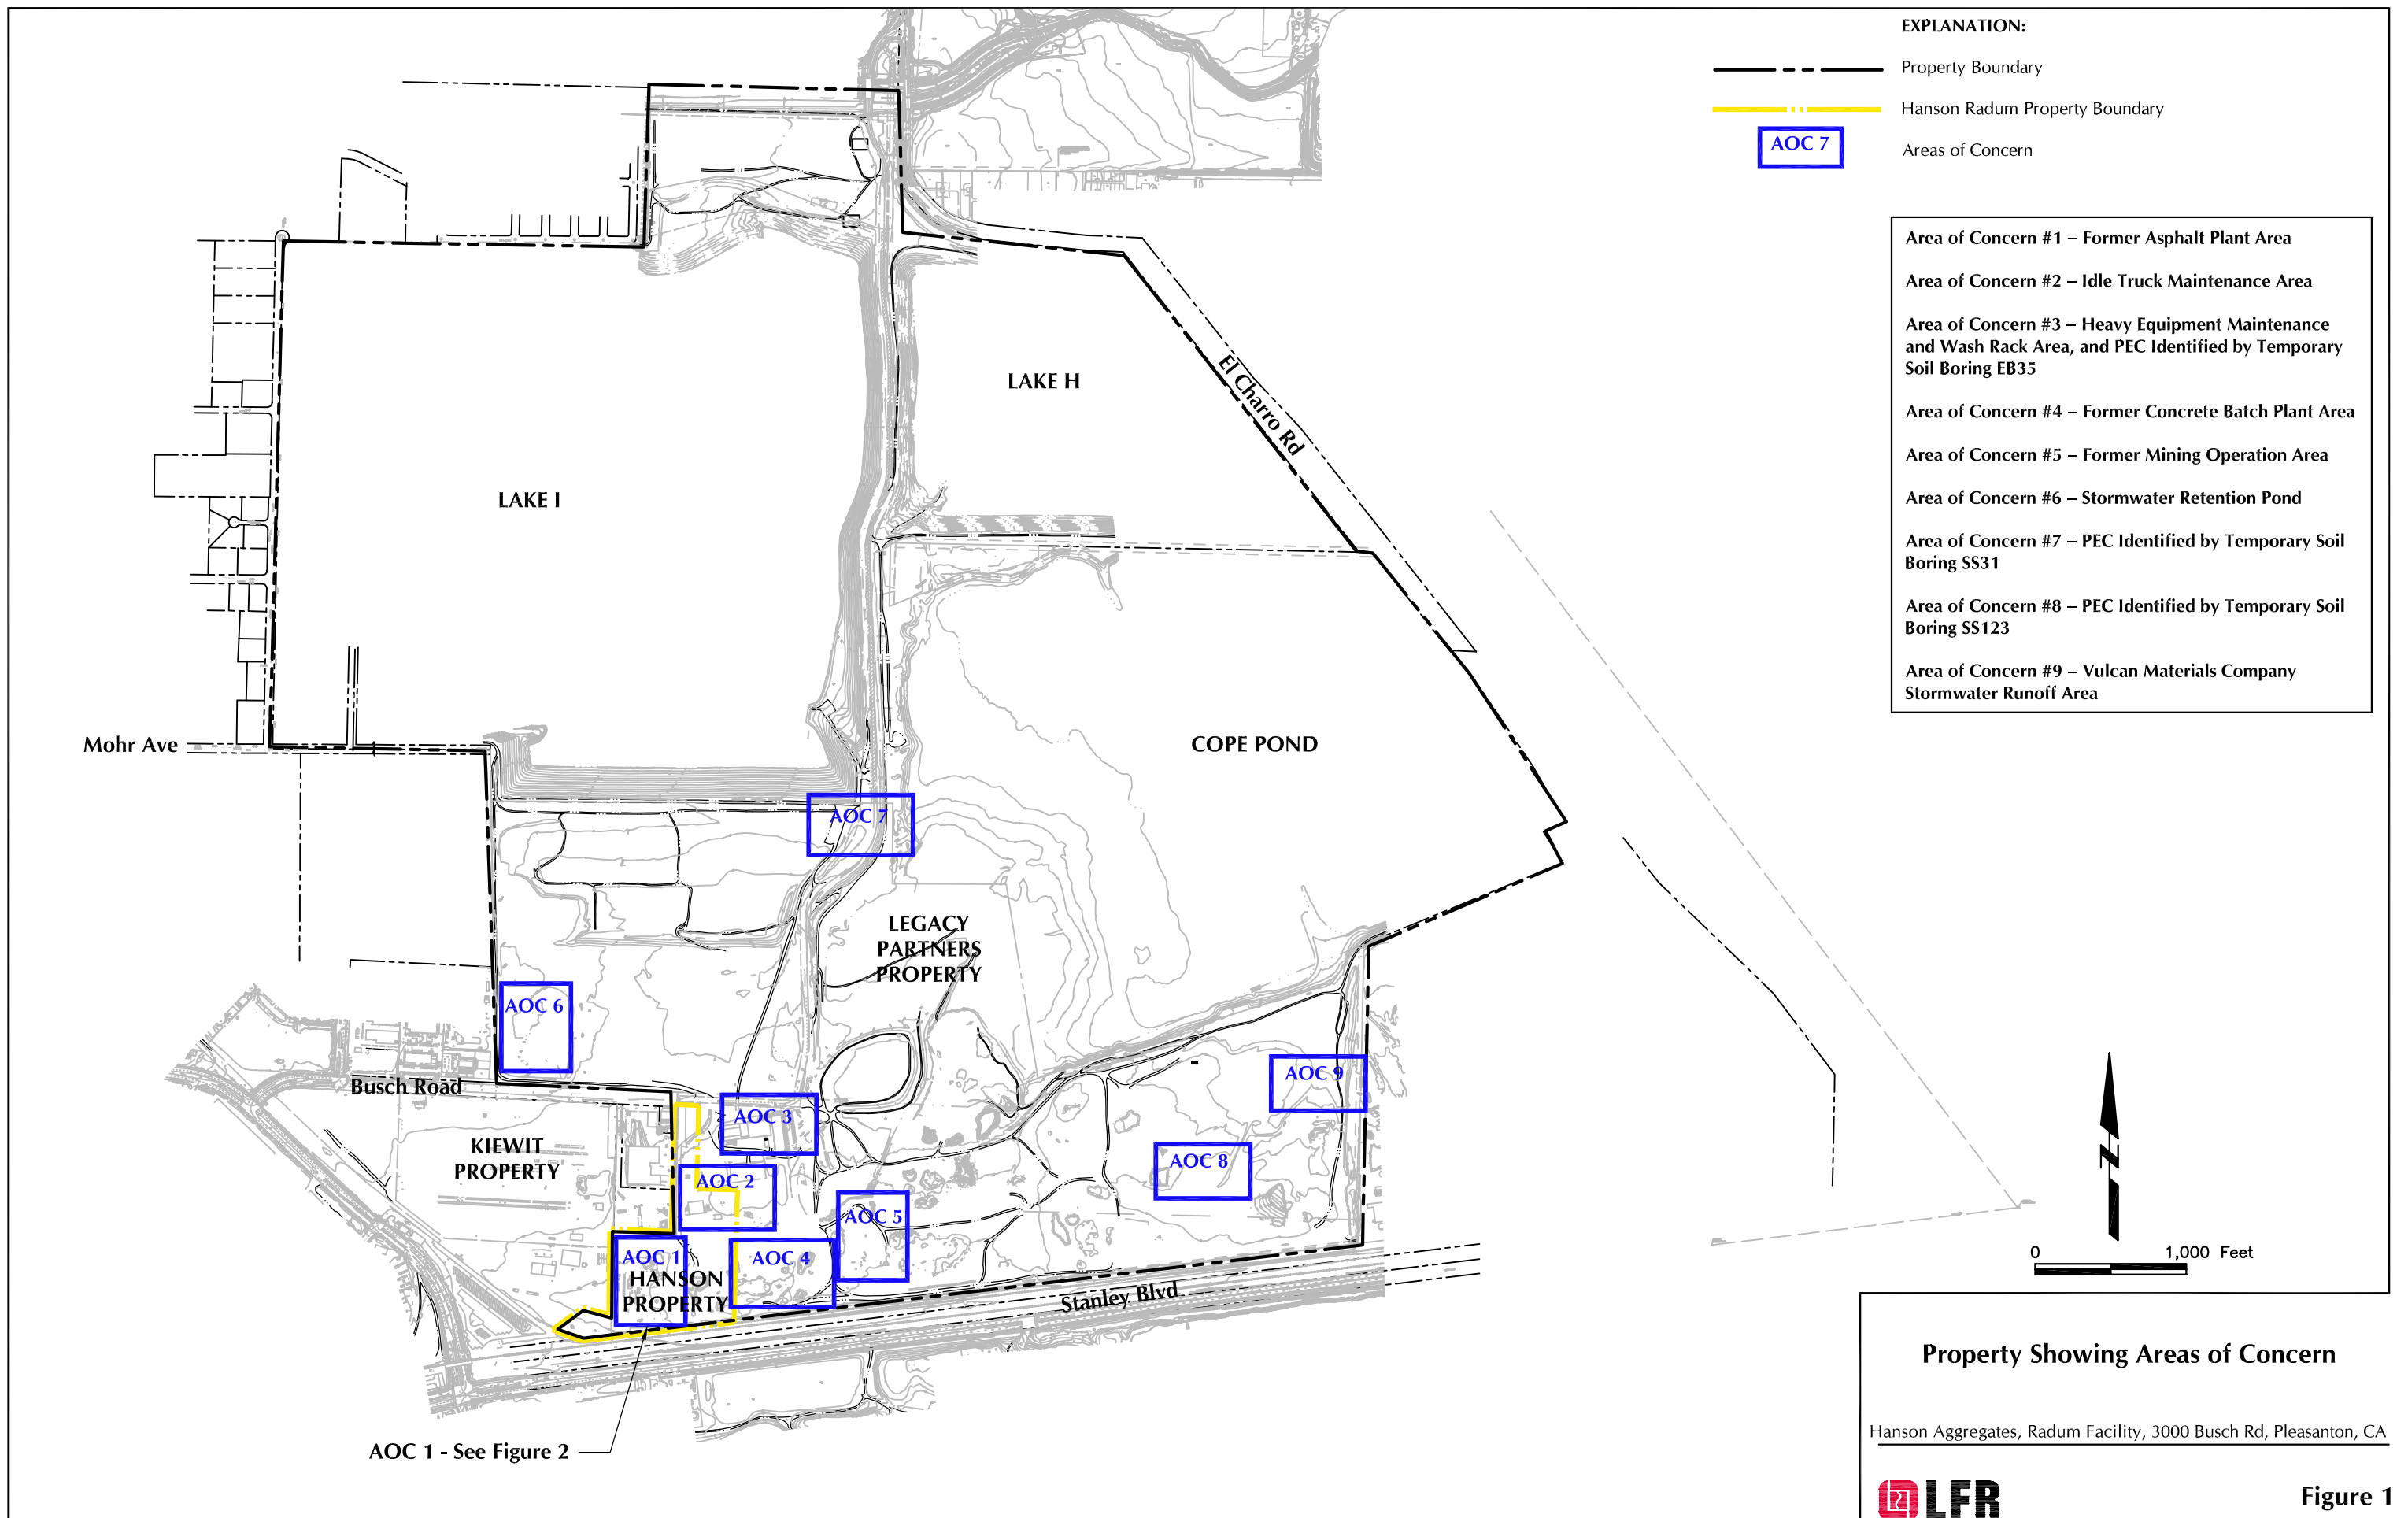 EXPLANATION:
Property Boundary
Hanson Radum Property Boundary
AOC 7
Areas of Concern
Area of Concern #1 – Former Asphalt Plant Area
Area of Concern #2 – Idle Truck Maintenance Area
Area of Concern #3 – Heavy Equipment Maintenance
and Wash Rack Area, and PEC Identified by Temporary
Soil Boring EB35
Area of Concern #4 – Former Concrete Batch Plant Area
Area of Concern #5 – Former Mining Operation Area
Area of Concern #6 – Stormwater Retention Pond
Area of Concern #7 – PEC Identified by Temporary Soil
Boring SS31
Area of Concern #8 – PEC Identified by Temporary Soil
Boring SS123
Area of Concern #9 – Vulcan Materials Company
Stormwater Runoff Area
LAKE H
El Charro Rd
LAKE I
Mohr Ave
COPE POND
AOC 7
LEGACY
PARTNERS
PROPERTY
AOC 6
Busch Road
AOC 9
AOC 3
KIEWIT
PROPERTY
AOC 8
AOC 2
AOC 5
AOC 1
AOC 4
HANSON
PROPERTY
Stanley Blvd
AOC 1 - See Figure 2
N
0 1,000 Feet
Property Showing Areas of Concern
Hanson Aggregates, Radum Facility, 3000 Busch Rd, Pleasanton, CA
LFR
Figure 1